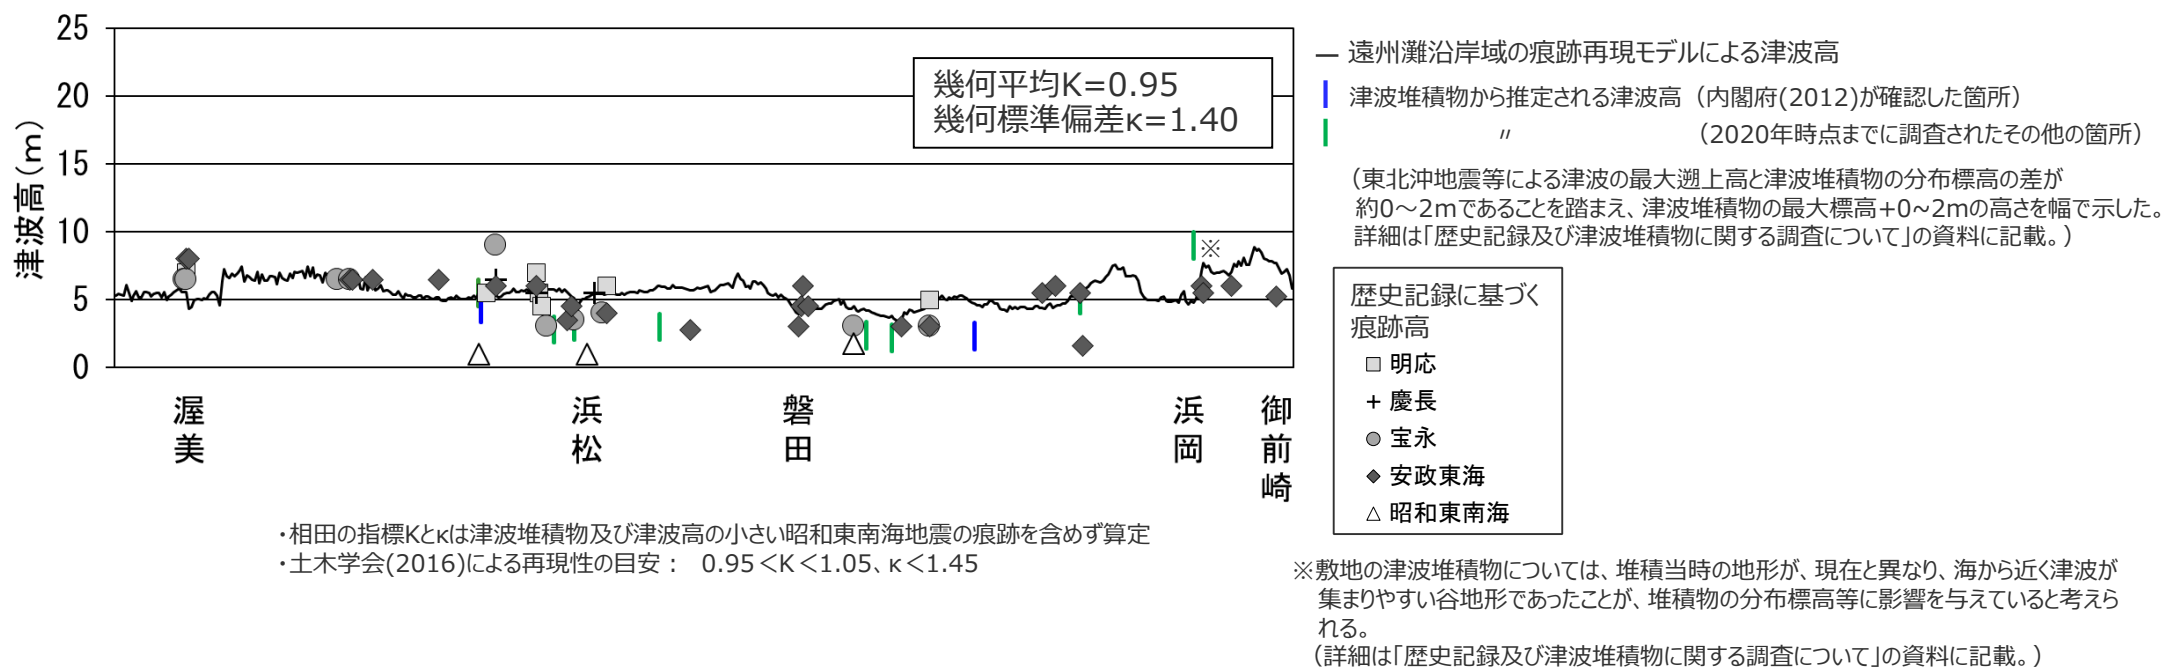 25
20
15
10
5
0
津波高(m)
幾何平均K=0.95
幾何標準偏差κ=1.40
※
渥美
浜松
磐田
浜岡
御前崎
― 遠州灘沿岸域の痕跡再現モデルによる津波高
津波堆積物から推定される津波高（内閣府(2012)が確認した箇所）
〃 （2020年時点までに調査されたその他の箇所）
（東北沖地震等による津波の最大遡上高と津波堆積物の分布標高の差が
約0～2mであることを踏まえ、津波堆積物の最大標高+0~2mの高さを幅で示した。
詳細は「歴史記録及び津波堆積物に関する調査について」の資料に記載。）
歴史記録に基づく
痕跡高
□ 明応
+ 慶長
● 宝永
◆ 安政東海
△ 昭和東南海
・相田の指標Kとκは津波堆積物及び津波高の小さい昭和東南海地震の痕跡を含めず算定
・土木学会(2016)による再現性の目安： 0.95＜K＜1.05、κ＜1.45
※敷地の津波堆積物については、堆積当時の地形が、現在と異なり、海から近く津波が
集まりやすい谷地形であったことが、堆積物の分布標高等に影響を与えていると考えら
れる。
（詳細は「歴史記録及び津波堆積物に関する調査について」の資料に記載。）